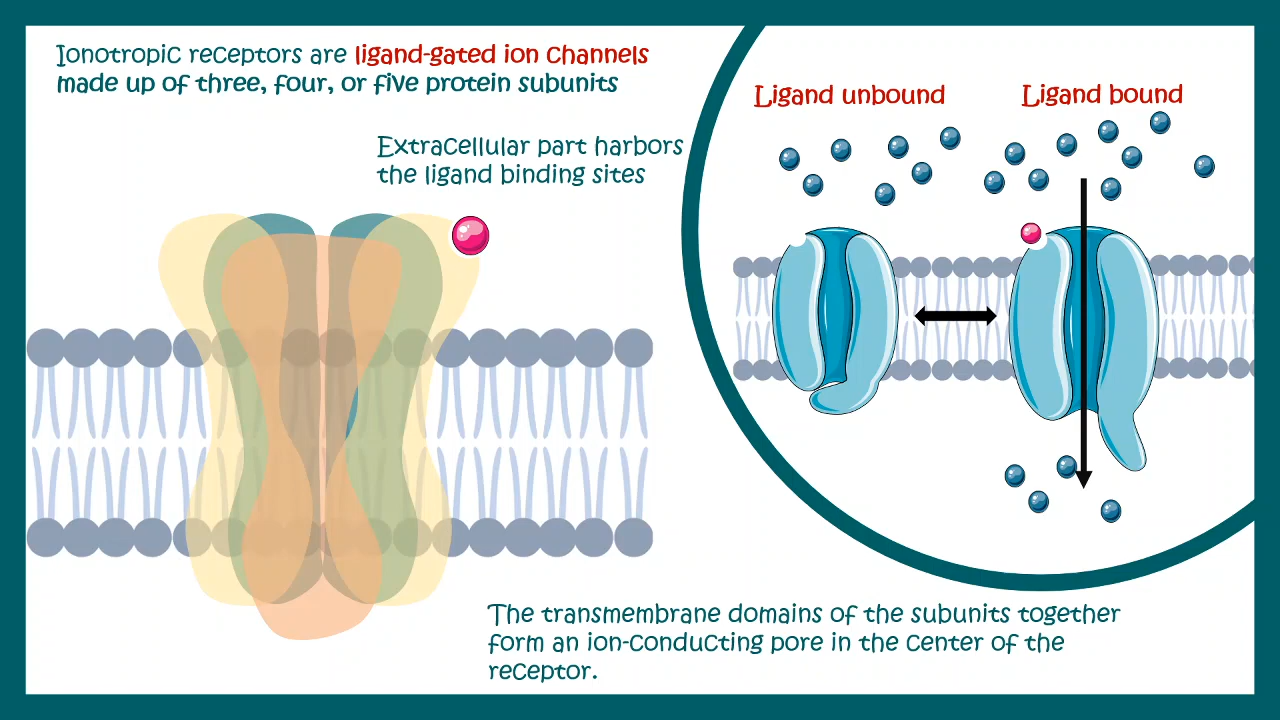 Ionotropic receptors are ligand-gated ion channels
made up of three, four, or five protein subunits
Extracellular part harbors
the ligand binding sites
Ligand unbound
Ligand bound
The transmembrane domains of the subunits together
form an ion-conducting pore in the center of the
receptor.